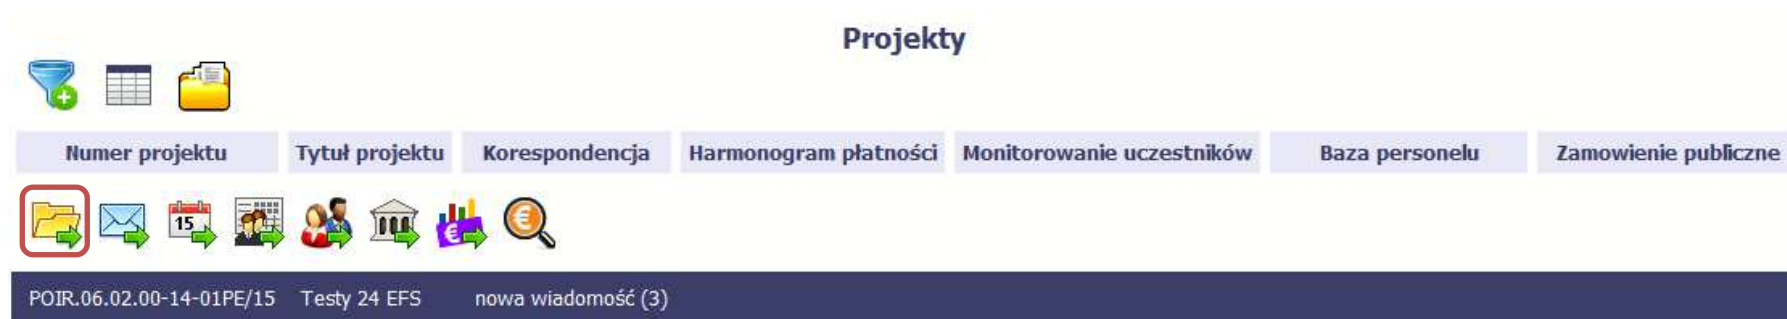 Projekty
Numer projektu Tytuł projektu Korespondencja Harmonogram płatności Monitorowanie uczestników Baza personelu Zamowienie publiczne
15
€ €
POIR.06.02.00-14-01PE/15 Testy 24 EFS nowa wiadomość (3)